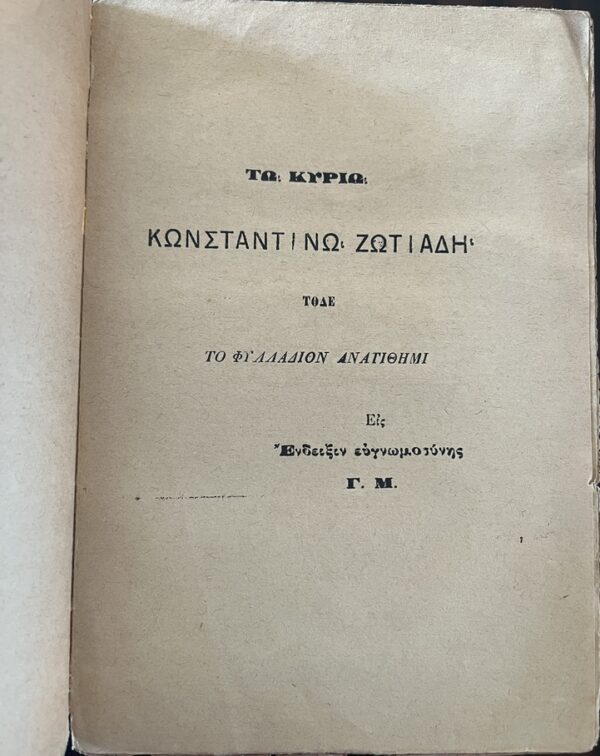 ΤΩι ΚΥΡΙΩι
ΚΩΝΣΤΑΝΤΙΝΩι ΖΩΤΙΑΔΗι
ΤΟΔΕ
ΤΟ ΦΥΛΛΑΔΙΟΝ ΑΝΑΤΙΘΗΜΙ
Εἰς
Ἔνδειξιν εὐγνωμοσύνης
Γ. Μ.